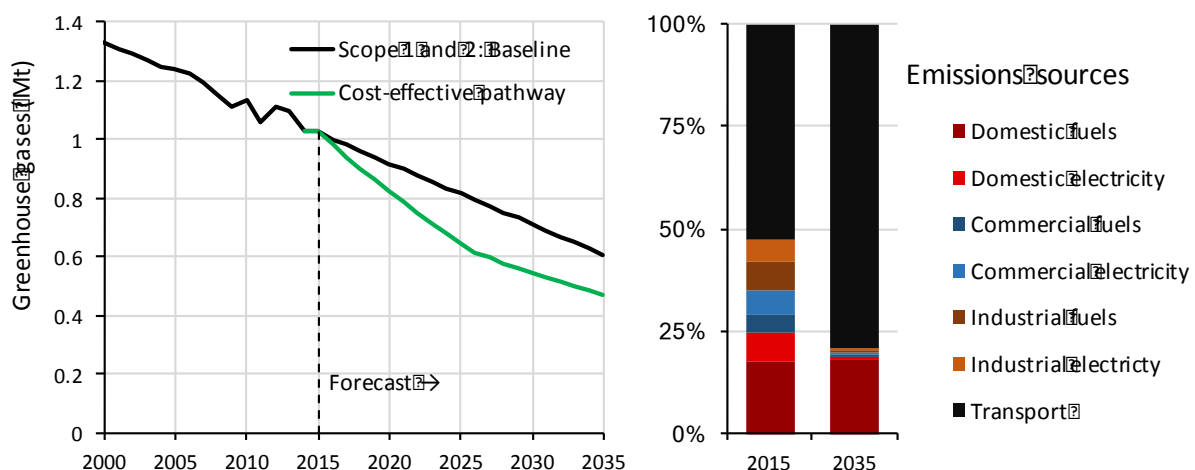 Greenhouse gases (Mt)
1.4
1.2
1
0.8
0.6
0.4
0.2
0
2000
2005
2010
2015
2020
2025
2030
2035
Scope 1 and 2: Baseline
Cost-effective pathway
Forecast →
100%
75%
50%
25%
0%
2015
2035
Emissions sources
Domestic fuels
Domestic electricity
Commercial fuels
Commercial electricity
Industrial fuels
Industrial electricty
Transport